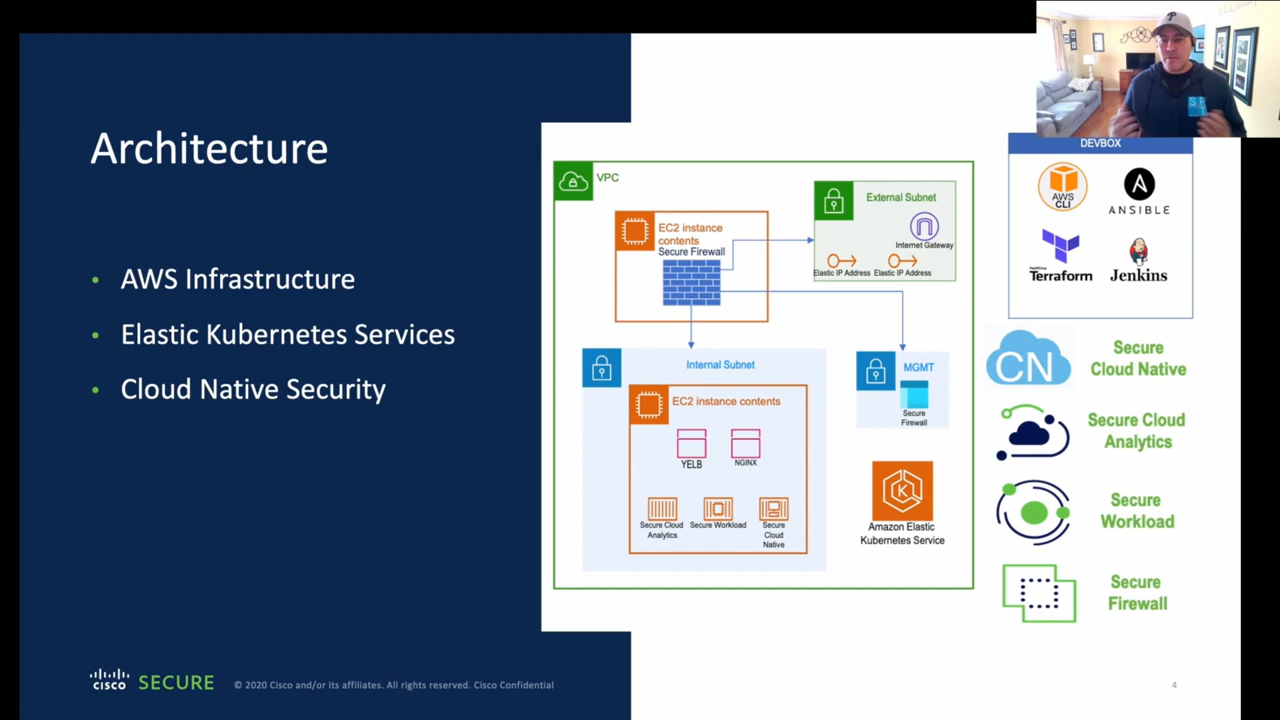 Architecture
• AWS Infrastructure
• Elastic Kubernetes Services
• Cloud Native Security
VPC
EC2 instance
contents
Secure Firewall
External Subnet
Internet Gateway
Elastic IP Address
Elastic IP Address
Internal Subnet
EC2 instance contents
YELB
NGINX
Secure Cloud
Analytics
Secure Workload
Secure
Cloud
Native
MGMT
Secure
Firewall
Amazon Elastic
Kubernetes Service
DEVBOX
AWS
CLI
ANSIBLE
HashiCorp
Terraform
Jenkins
CN
Secure
Cloud Native
Secure Cloud
Analytics
Secure
Workload
Secure
Firewall
CISCO SECURE
© 2020 Cisco and/or its affiliates. All rights reserved. Cisco Confidential
4